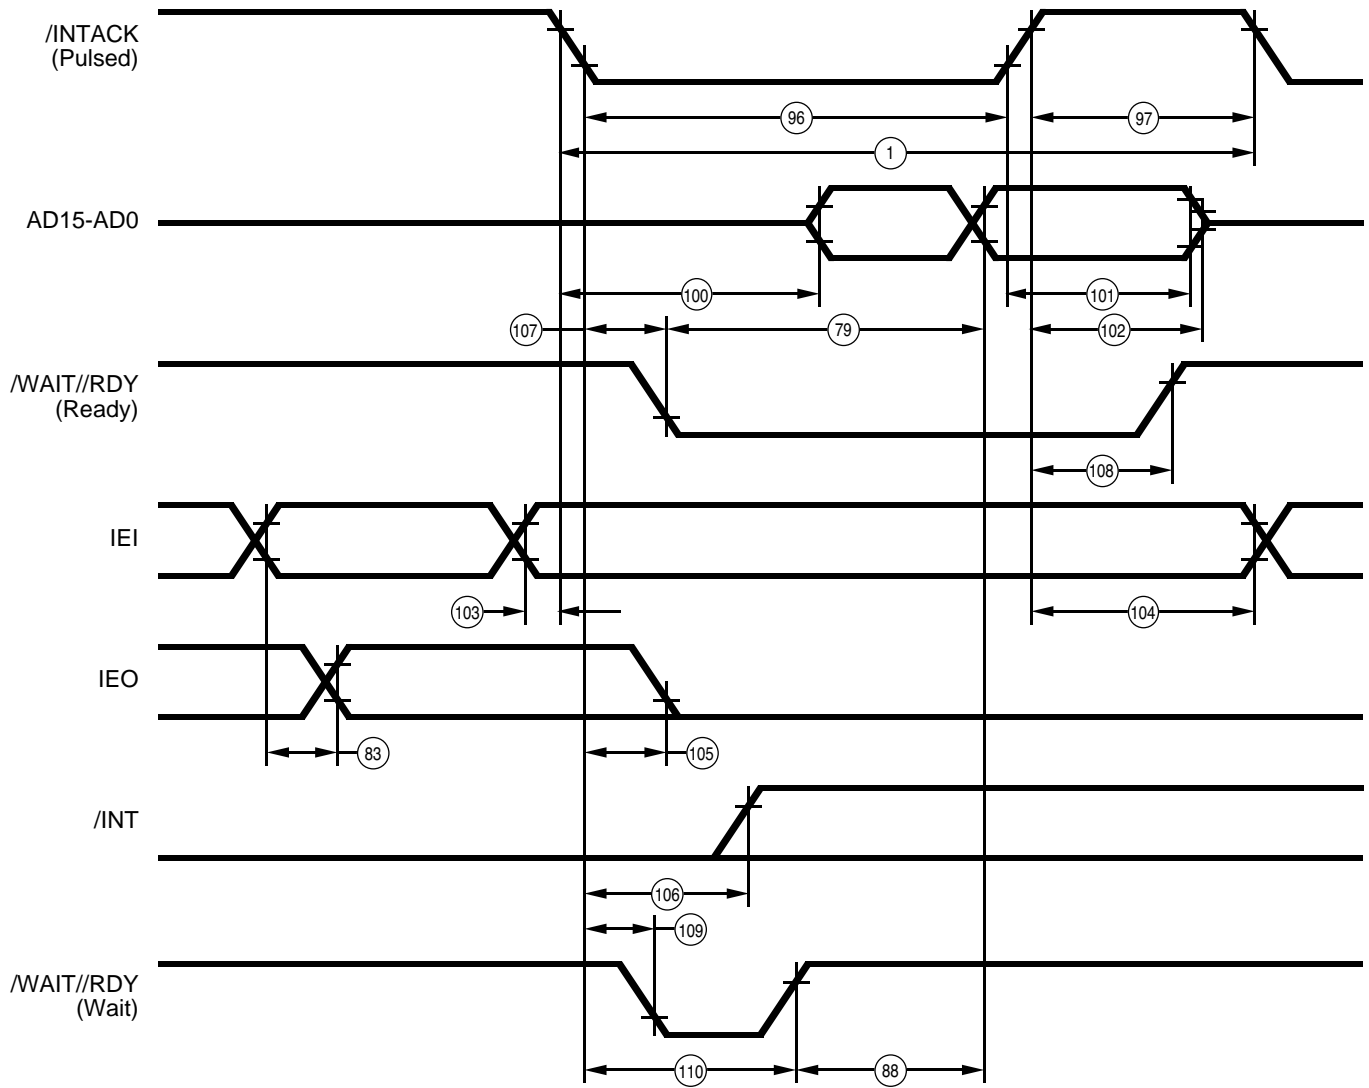 /INTACK
(Pulsed)
96
97
1
AD15-AD0
100
101
107
79
102
/WAIT//RDY
(Ready)
108
IEI
103
104
IEO
83
105
/INT
106
109
/WAIT//RDY
(Wait)
110
88